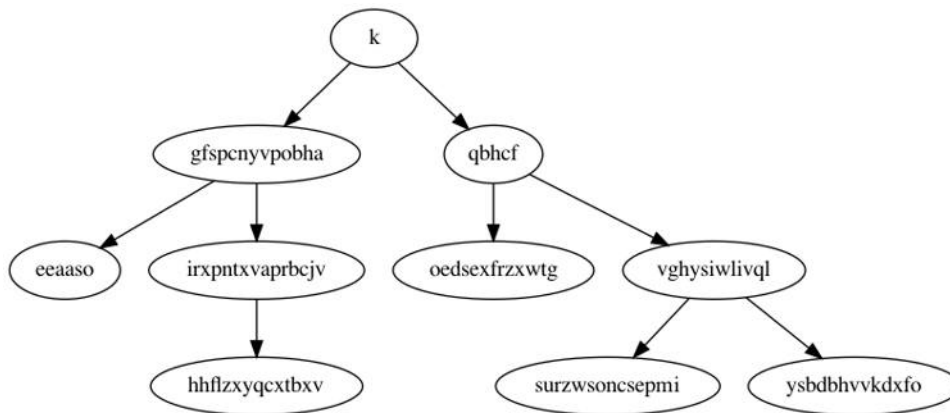 k
gfspcnyvpobha
qbhcf
eeaaso
irxpntxvaprbcjv
oedsexfrzxwtg
vghysiwlivql
hhflzxyqcxtbxv
surzwsoncsepmi
ysbdbhvvkdxfo